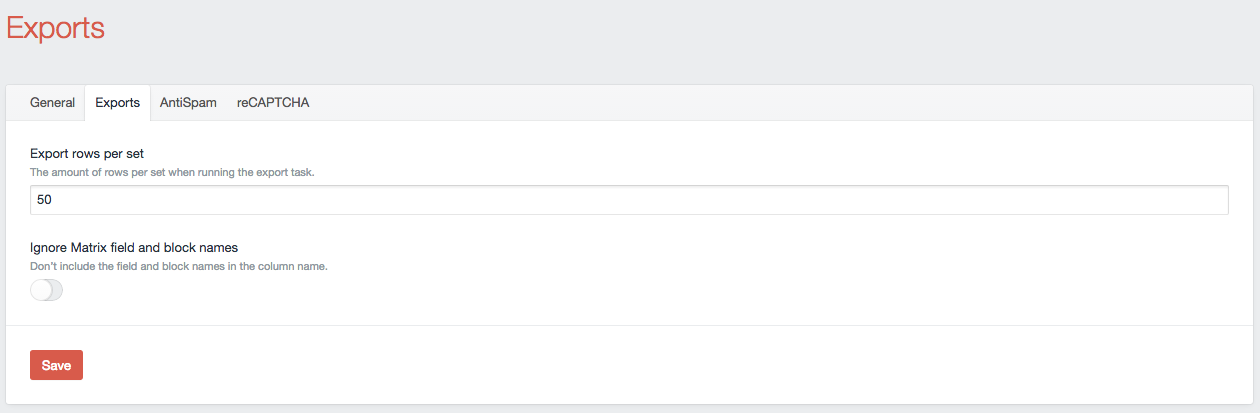 Exports
General Exports AntiSpam reCAPTCHA
Export rows per set
The amount of rows per set when running the export task.
50
Ignore Matrix field and block names
Don't include the field and block names in the column name.
Save